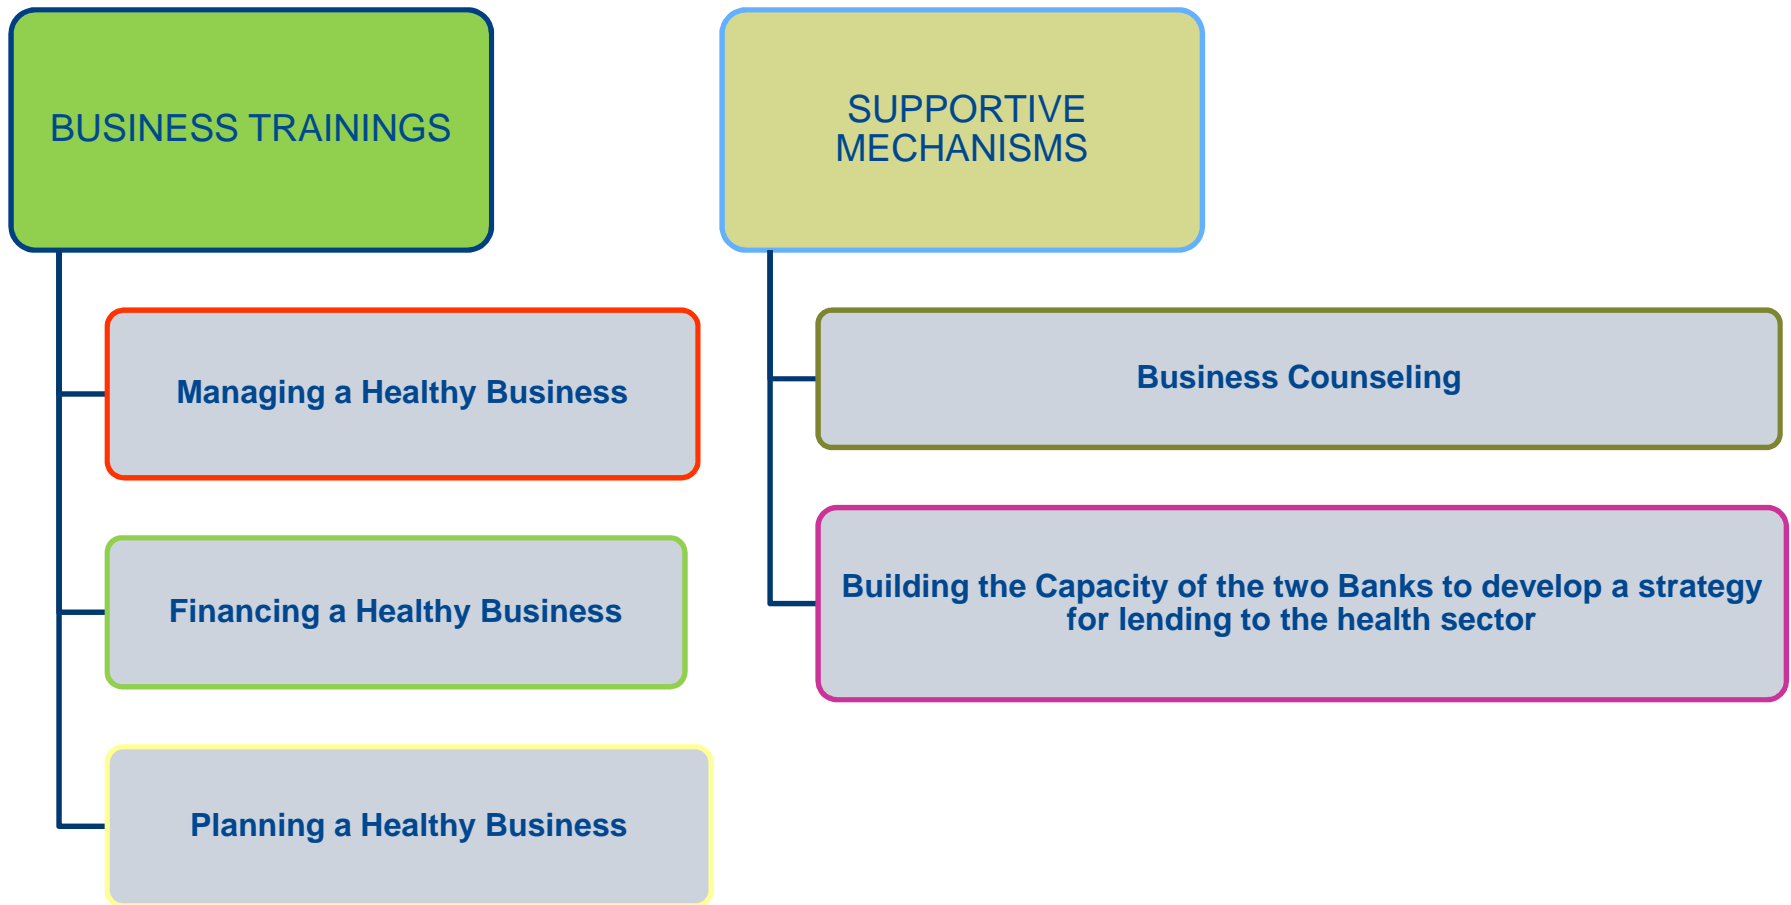 BUSINESS TRAININGS
Managing a Healthy Business
Financing a Healthy Business
Planning a Healthy Business
SUPPORTIVE
MECHANISMS
Business Counseling
Building the Capacity of the two Banks to develop a strategy
for lending to the health sector